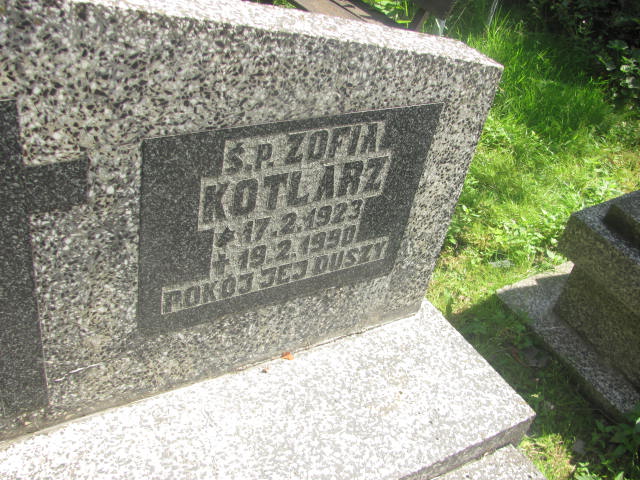 Ś.P. ZOFIA
KOTLARZ
* 17.2.1923
+ 19.2.1990
POKÓJ JEJ DUSZY